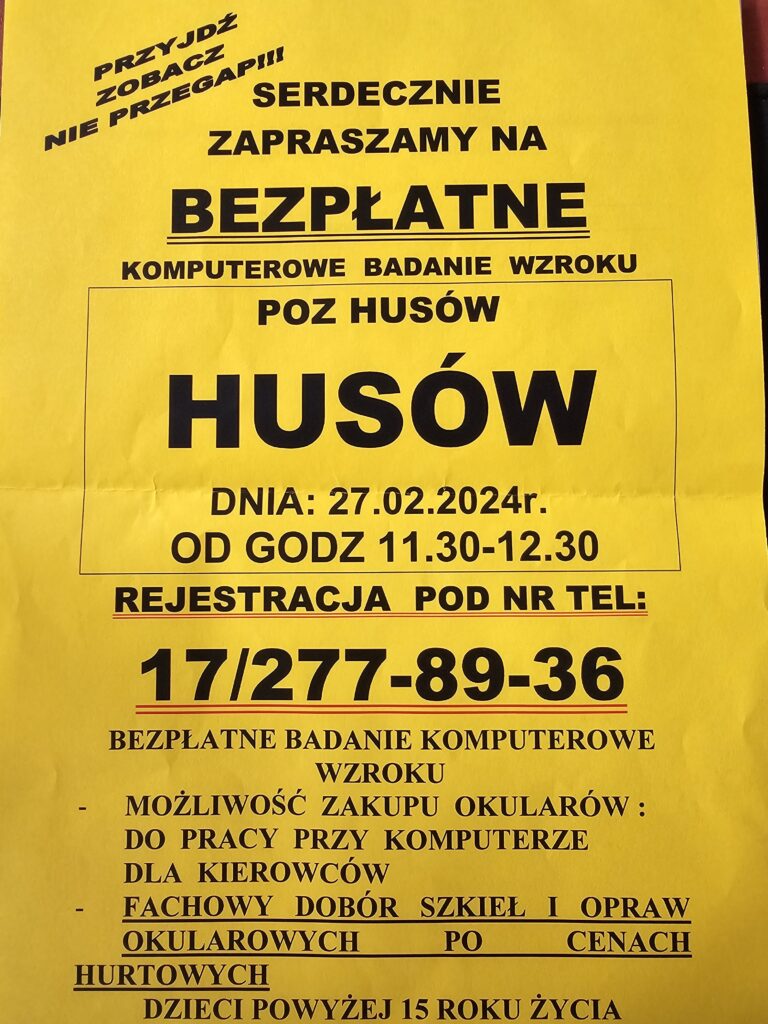 PRZYJDŹ
ZOBACZ
NIE PRZEGAP!!!
SERDECZNIE
ZAPRASZAMY NA
BEZPŁATNE
KOMPUTEROWE BADANIE WZROKU
POZ HUSÓW
HUSÓW
DNIA: 27.02.2024r.
OD GODZ 11.30-12.30
REJESTRACJA POD NR TEL:
17/277-89-36
BEZPŁATNE BADANIE KOMPUTEROWE
WZROKU
- MOŻLIWOŚĆ ZAKUPU OKULARÓW :
DO PRACY PRZY KOMPUTERZE
DLA KIEROWCÓW
- FACHOWY DOBÓR SZKIEŁ I OPRAW
OKULAROWYCH PO CENACH
HURTOWYCH
DZIECI POWYŻEJ 15 ROKU ŻYCIA